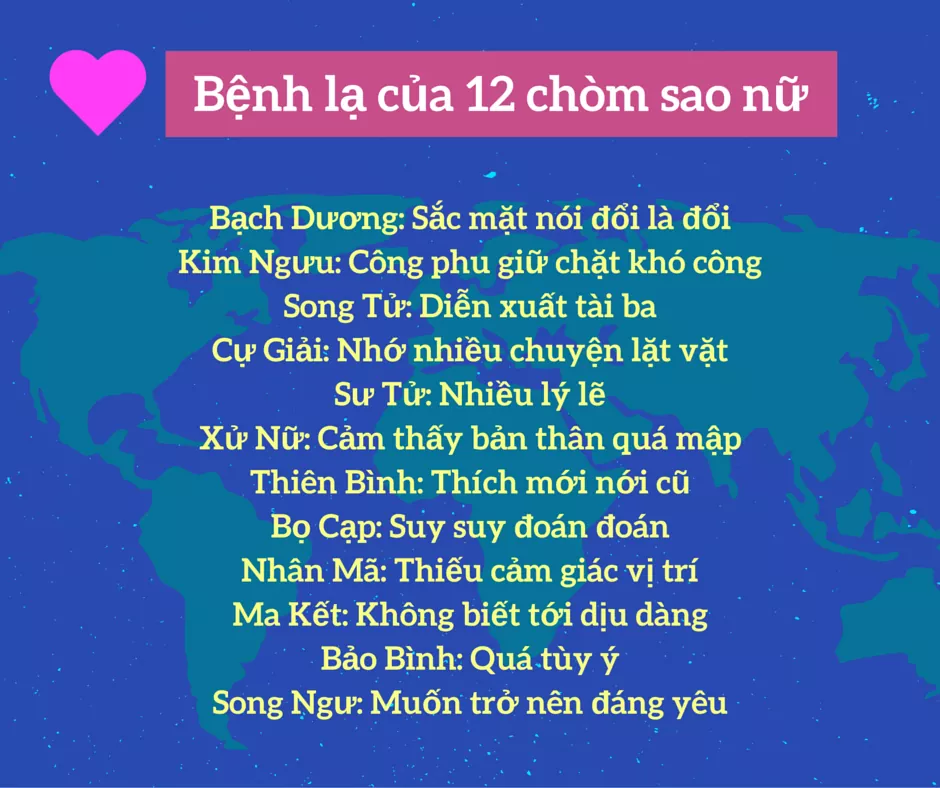 Bệnh lạ của 12 chòm sao nữ
Bạch Dương: Sắc mặt nói đổi là đổi
Kim Ngưu: Công phu giữ chặt khó công
Song Tử: Diễn xuất tài ba
Cự Giải: Nhớ nhiều chuyện lặt vặt
Sư Tử: Nhiều lý lẽ
Xử Nữ: Cảm thấy bản thân quá mập
Thiên Bình: Thích mới nới cũ
Bọ Cạp: Suy suy đoán đoán
Nhân Mã: Thiếu cảm giác vị trí
Ma Kết: Không biết tới dịu dàng
Bảo Bình: Quá tùy ý
Song Ngư: Muốn trở nên đáng yêu